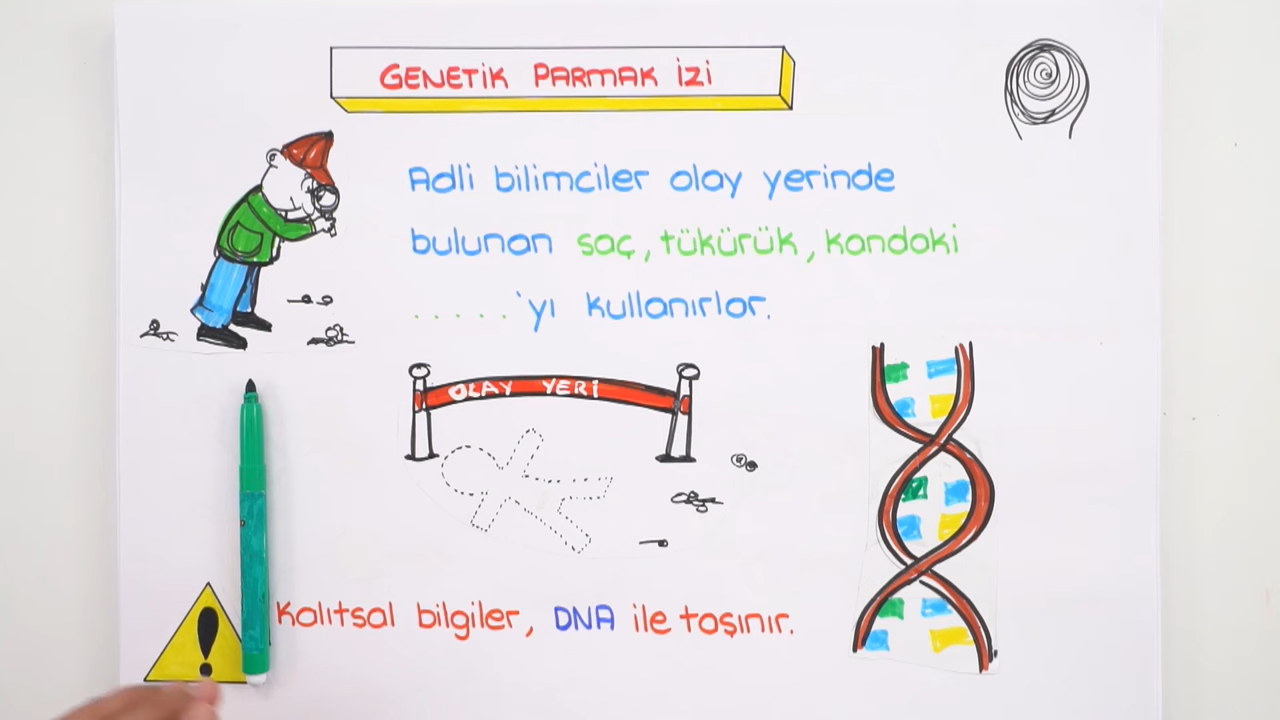 GENETİK PARMAK İZİ
Adli bilimciler olay yerinde
bulunan saç, tükürük, kandaki
.....'yı kullanırlar.
OLAY YERİ
!
Kalıtsal bilgiler, DNA ile taşınır.